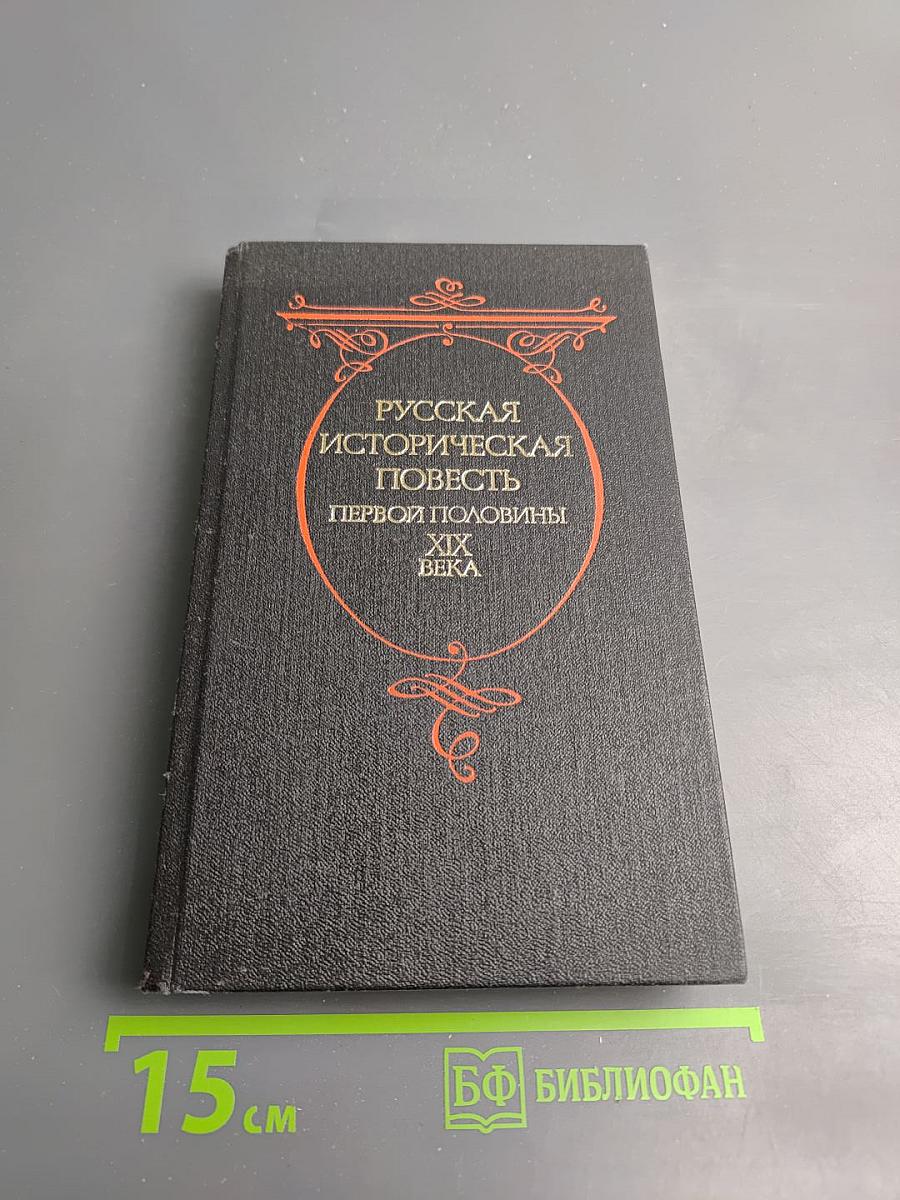 РУССКАЯ
ИСТОРИЧЕСКАЯ
ПОВЕСТЬ
ПЕРВОЙ ПОЛОВИНЫ
XIX
ВЕКА
15 см
БФ БИБЛИОФАН